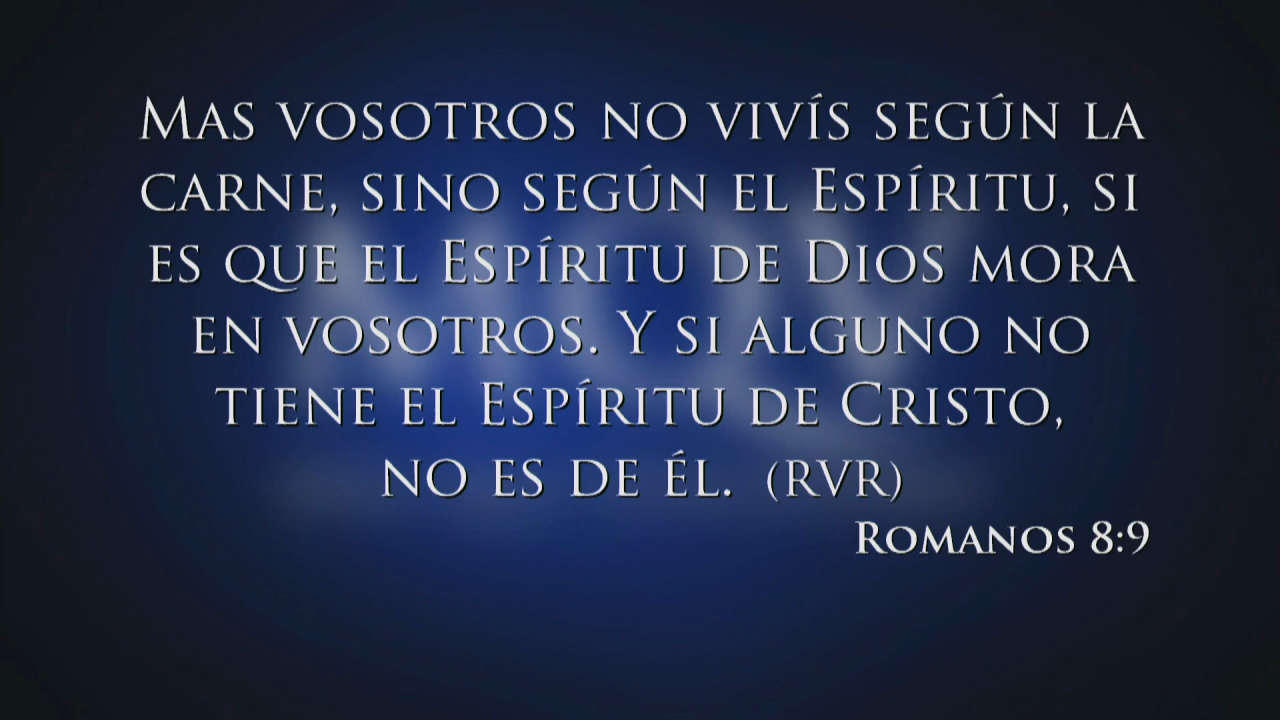 Mas vosotros no vivís según la
carne, sino según el Espíritu, si
es que el Espíritu de Dios mora
en vosotros. Y si alguno no
tiene el Espíritu de Cristo,
no es de él. (RVR)
Romanos 8:9